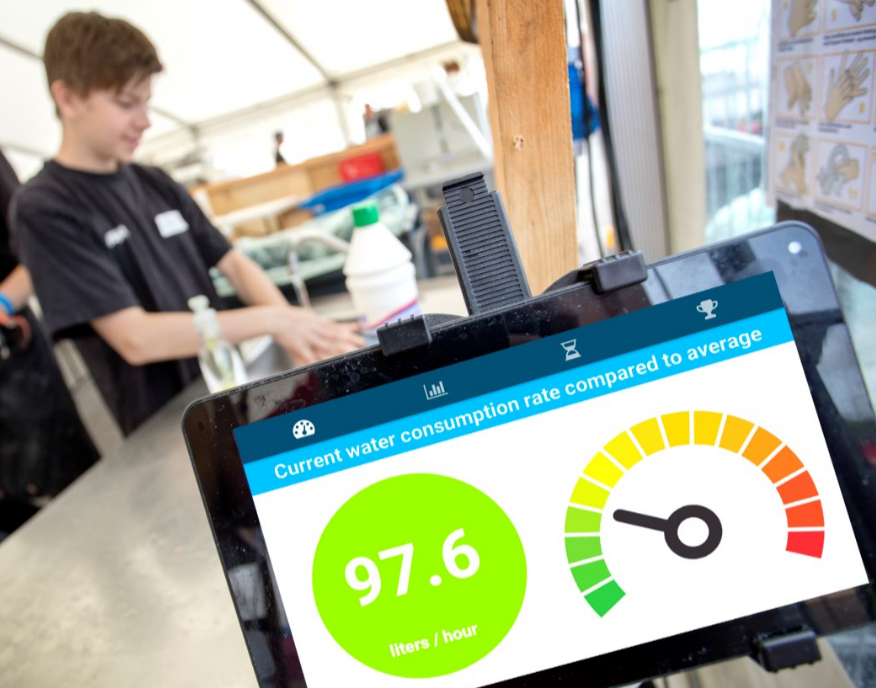 Current water consumption rate compared to average
97.6
liters / hour